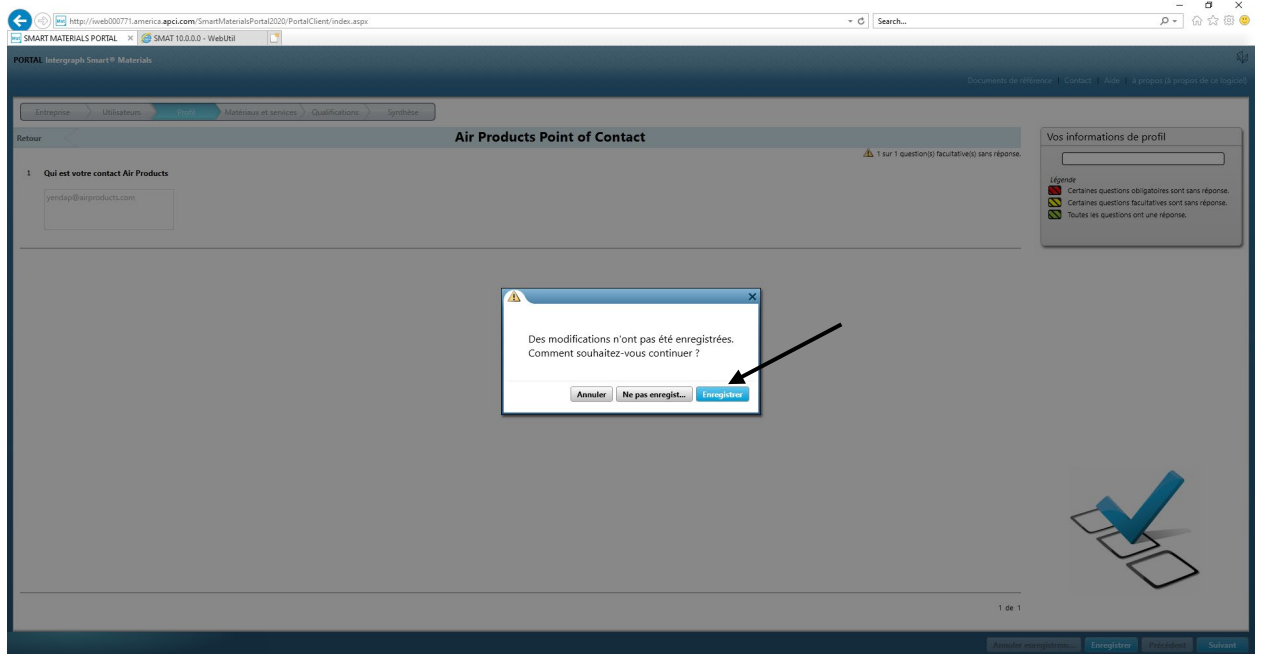 http://iweb000771.america.apci.com/SmartMaterialsPortal2020/PortalClient/index.aspx
Search...
SMART MATERIALS PORTAL
SMAT 10.0.0.0 - WebUtil
PORTAL Intergraph Smart® Materials
Documents de référence | Contact | Aide | à propos [à propos de ce logiciel]
Entreprise
Utilisateurs
Profil
Matériaux et services
Qualifications
Synthèse
Retour
Air Products Point of Contact
1 sur 1 question(s) facultative(s) sans réponse.
1 Qui est votre contact Air Products
yendap@airproducts.com
Vos informations de profil
Légende
Certaines questions obligatoires sont sans réponse.
Certaines questions facultatives sont sans réponse.
Toutes les questions ont une réponse.
Des modifications n'ont pas été enregistrées.
Comment souhaitez-vous continuer ?
Annuler
Ne pas enregist...
Enregistrer
1 de 1
Annuler
Enregistrer
Précédent
Suivant